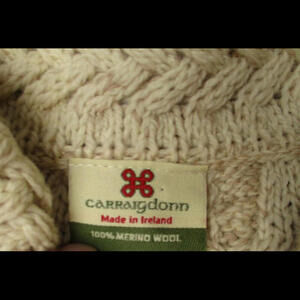 carraigdonn
Made in Ireland
100% MERINO WOOL